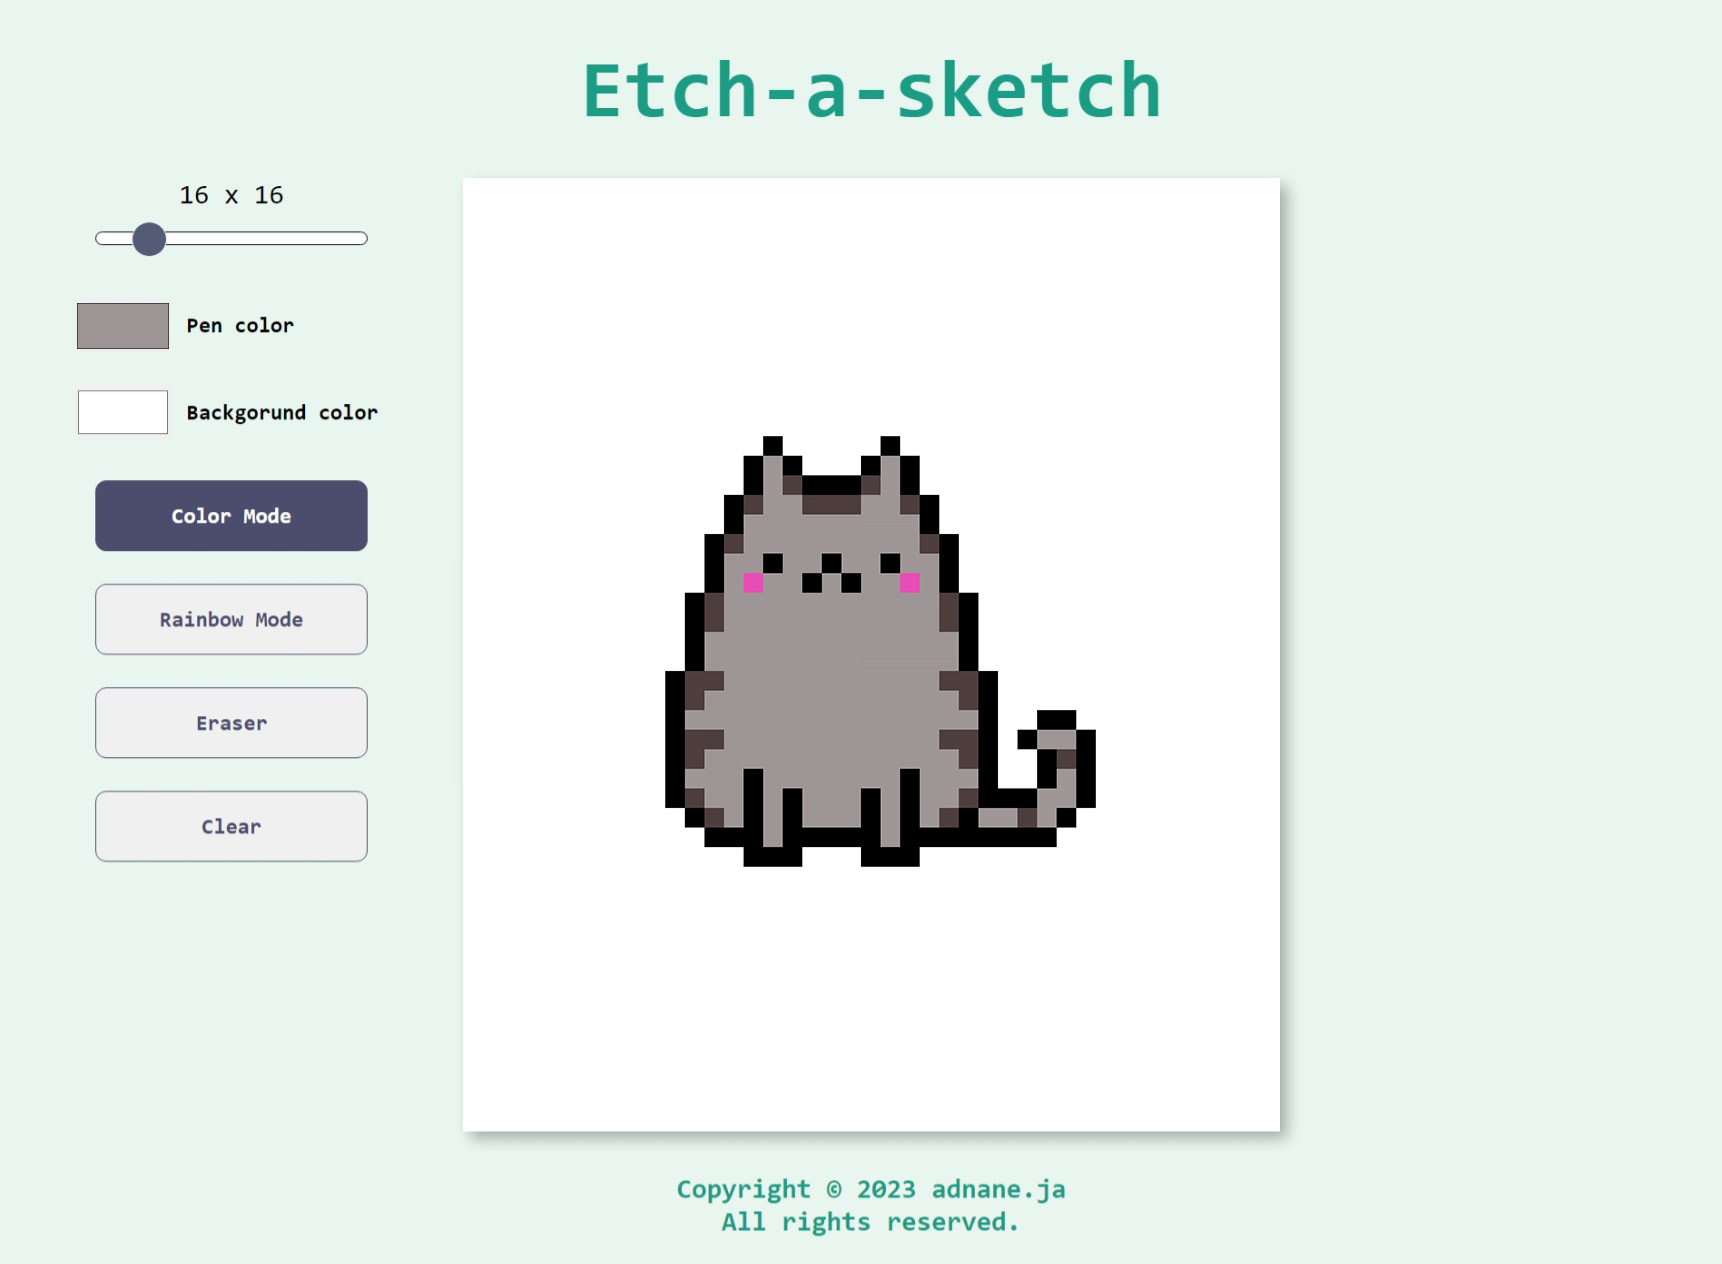 Etch-a-sketch
16 x 16
Pen color
Backgorund color
Color Mode
Rainbow Mode
Eraser
Clear
Copyright © 2023 adnane.ja
All rights reserved.